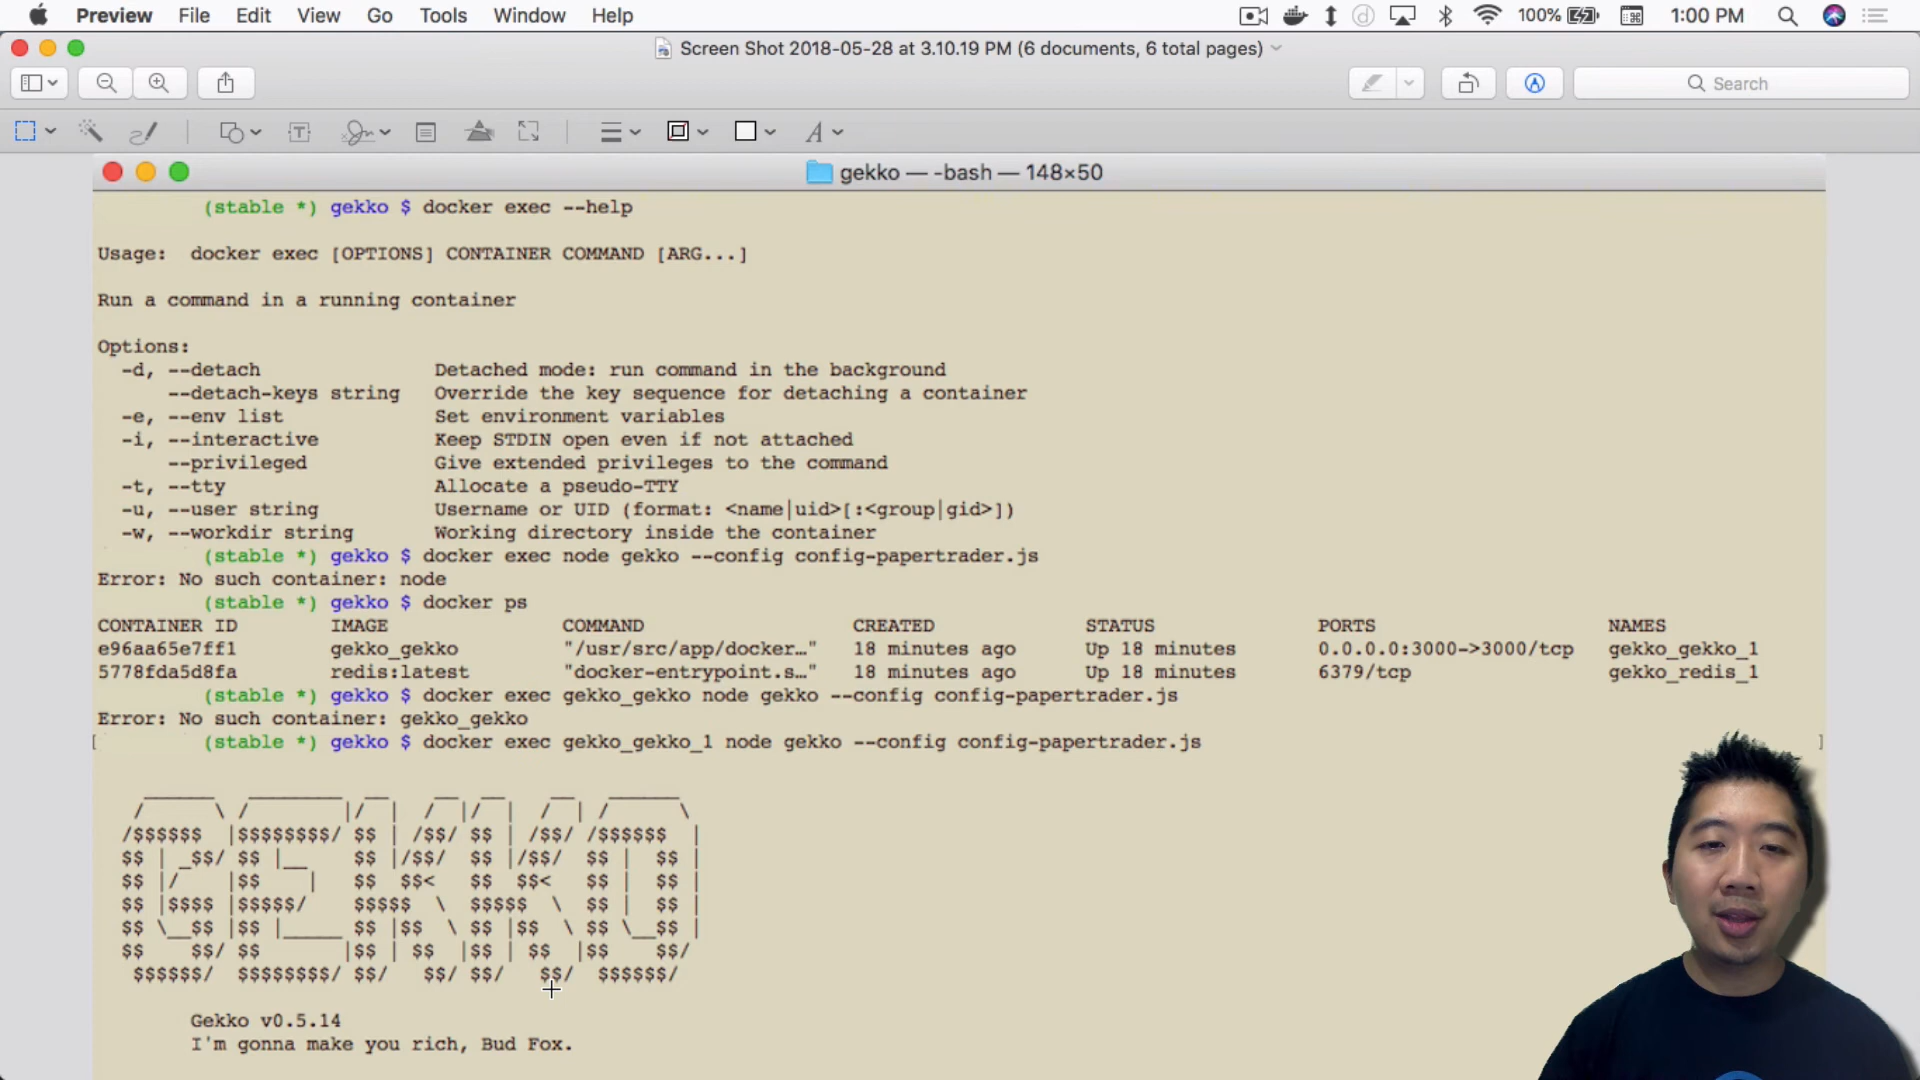 Preview File Edit View Go Tools Window Help 100% 1:00 PM
Screen Shot 2018-05-28 at 3.10.19 PM (6 documents, 6 total pages)
Search
gekko — -bash — 148×50
(stable *) gekko $ docker exec --help
Usage:  docker exec [OPTIONS] CONTAINER COMMAND [ARG...]
Run a command in a running container
Options:
  -d, --detach               Detached mode: run command in the background
      --detach-keys string   Override the key sequence for detaching a container
  -e, --env list             Set environment variables
  -i, --interactive          Keep STDIN open even if not attached
      --privileged           Give extended privileges to the command
  -t, --tty                  Allocate a pseudo-TTY
  -u, --user string          Username or UID (format: <name|uid>[:<group|gid>])
  -w, --workdir string       Working directory inside the container
(stable *) gekko $ docker exec node gekko --config config-papertrader.js
Error: No such container: node
(stable *) gekko $ docker ps
CONTAINER ID        IMAGE               COMMAND                  CREATED             STATUS              PORTS                    NAMES
e96aa65e7ff1        gekko_gekko         "/usr/src/app/docker…"   18 minutes ago      Up 18 minutes       0.0.0.0:3000->3000/tcp   gekko_gekko_1
5778fda5d8fa        redis:latest        "docker-entrypoint.s…"   18 minutes ago      Up 18 minutes       6379/tcp                 gekko_redis_1
(stable *) gekko $ docker exec gekko_gekko node gekko --config config-papertrader.js
Error: No such container: gekko_gekko
[ (stable *) gekko $ docker exec gekko_gekko_1 node gekko --config config-papertrader.js ]
GEKKO
Gekko v0.5.14
I'm gonna make you rich, Bud Fox.